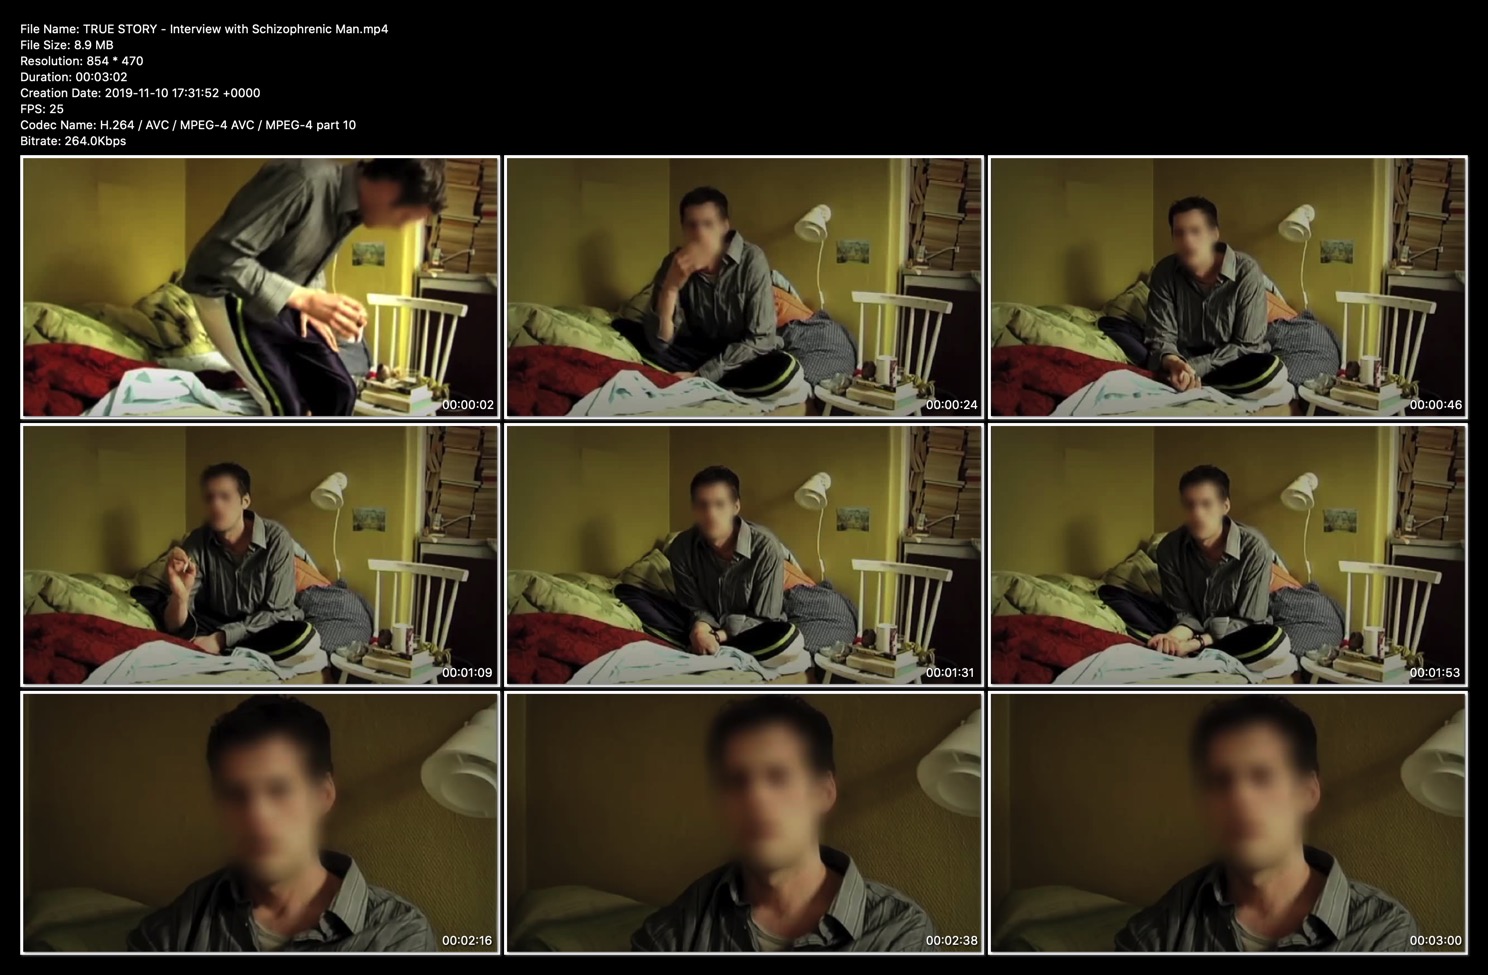 File Name: TRUE STORY - Interview with Schizophrenic Man.mp4
File Size: 8.9 MB
Resolution: 854 * 470
Duration: 00:03:02
Creation Date: 2019-11-10 17:31:52 +0000
FPS: 25
Codec Name: H.264 / AVC / MPEG-4 AVC / MPEG-4 part 10
Bitrate: 264.0Kbps
00:00:02
00:00:24
00:00:46
00:01:09
00:01:31
00:01:53
00:02:16
00:02:38
00:03:00